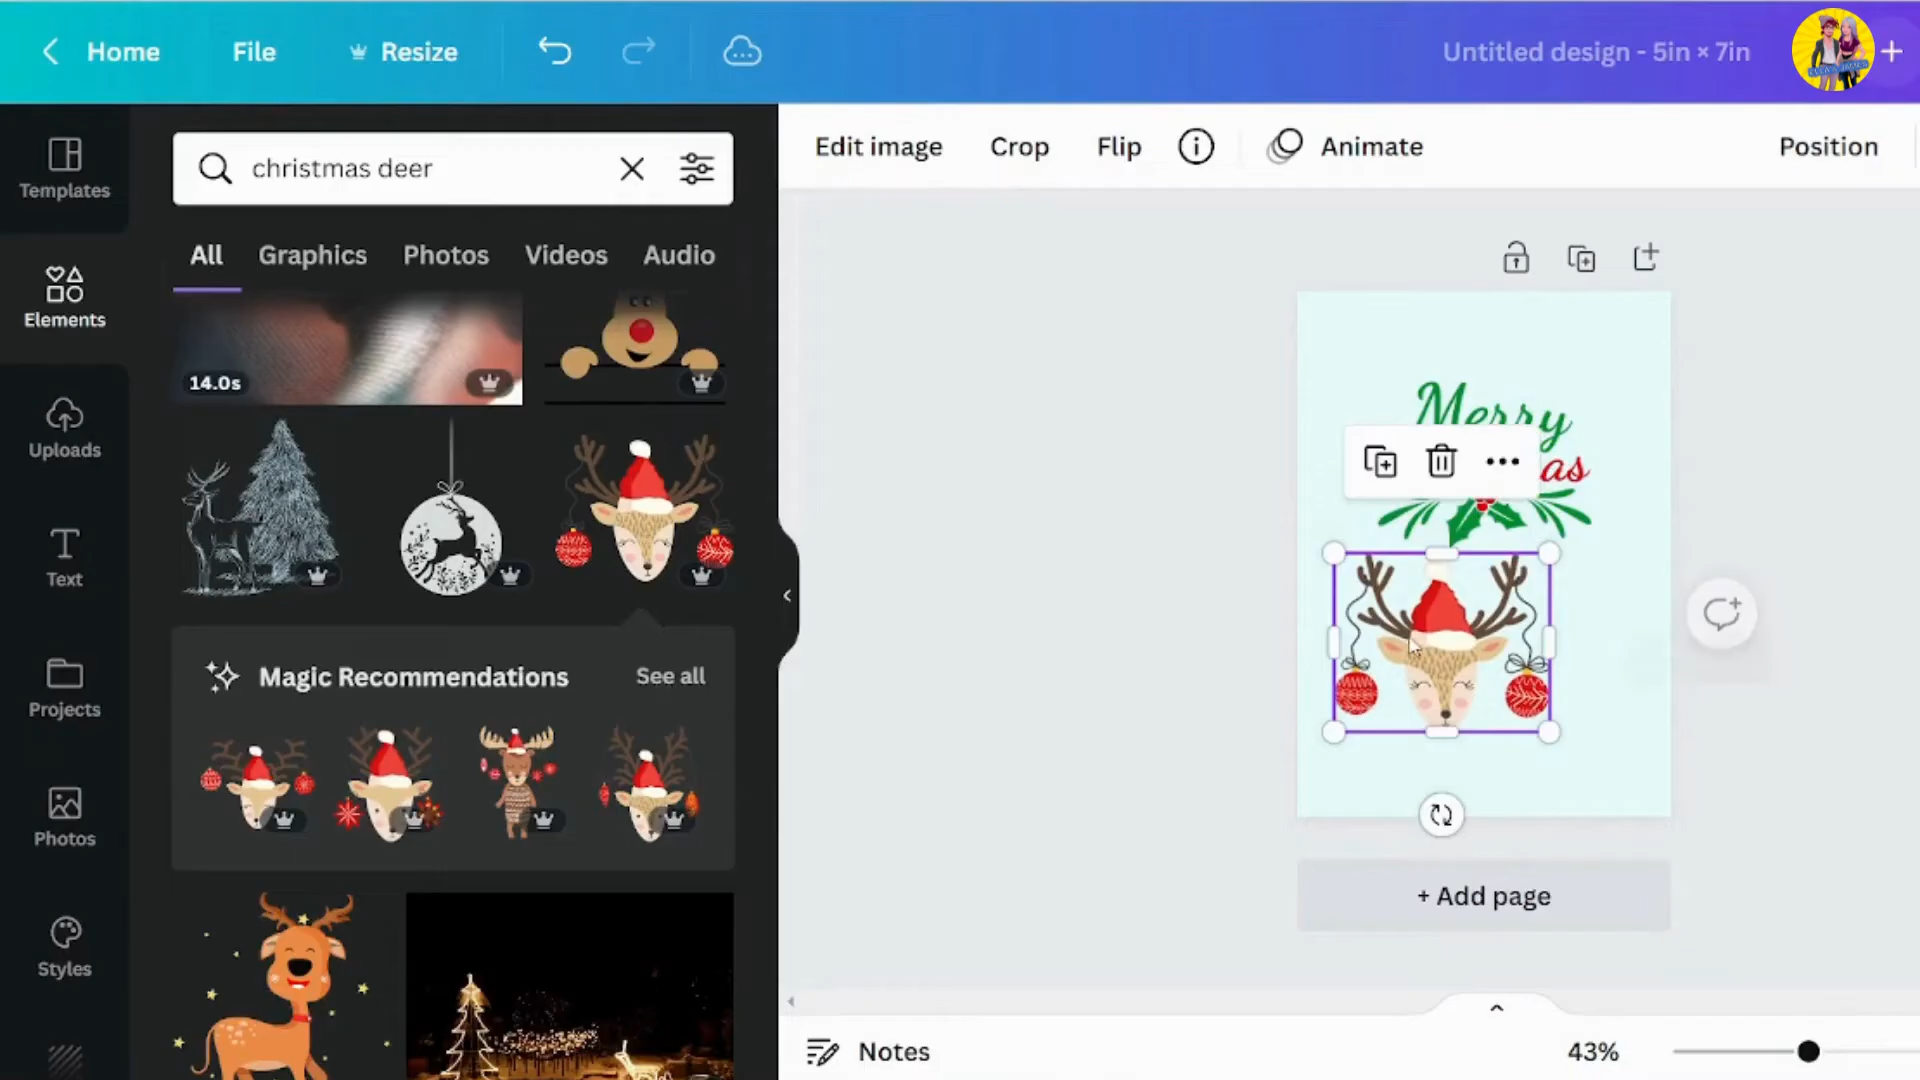 Home
File
Resize
Untitled design - 5in × 7in
Templates
Elements
Uploads
Text
Projects
Photos
Styles
christmas deer
All
Graphics
Photos
Videos
Audio
14.0s
Magic Recommendations
See all
Edit image
Crop
Flip
Animate
Position
Merry
as
+ Add page
Notes
43%